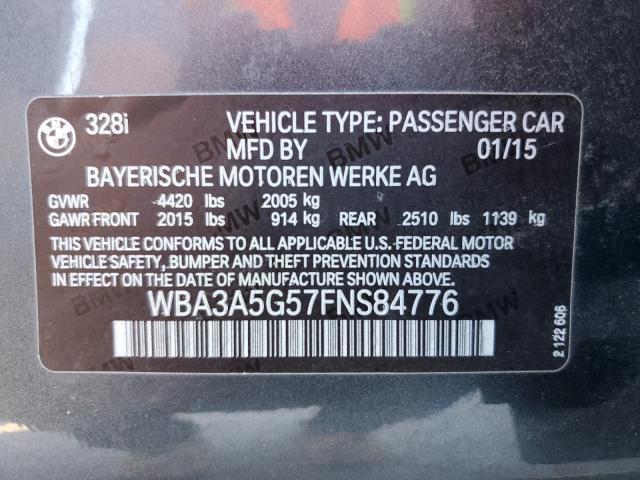 328i VEHICLE TYPE: PASSENGER CAR
MFD BY 01/15
BAYERISCHE MOTOREN WERKE AG
GVWR 4420 lbs 2005 kg
GAWR FRONT 2015 lbs 914 kg REAR 2510 lbs 1139 kg
THIS VEHICLE CONFORMS TO ALL APPLICABLE U.S. FEDERAL MOTOR
VEHICLE SAFETY, BUMPER AND THEFT PREVENTION STANDARDS
IN EFFECT ON THE DATE OF MANUFACTURE SHOWN ABOVE.
WBA3A5G57FNS84776
2 122 606